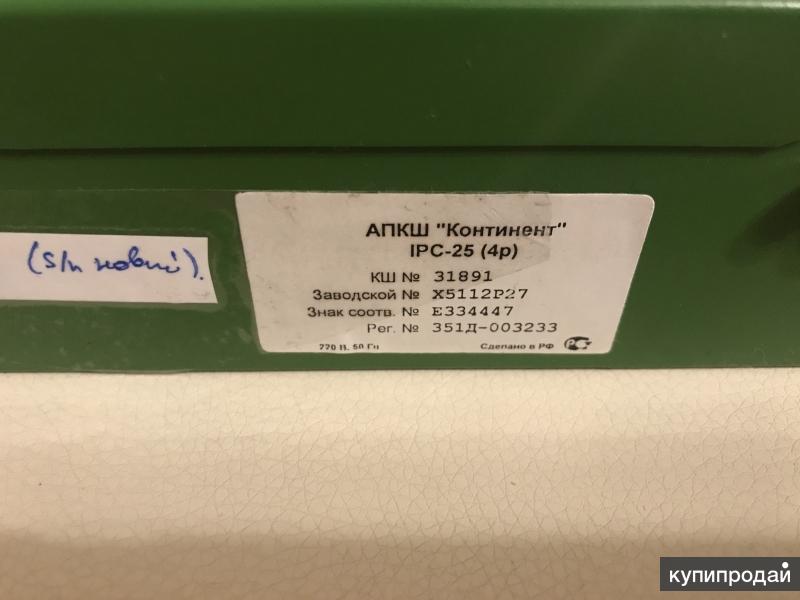 (s/n новый).
АПКШ "Континент"
IPC-25 (4р)
КШ № 31891
Заводской № X5112P27
Знак соотв. № Е334447
Рег. № 351Д-003233
220 В, 50 Гц
Сделано в РФ
купипродай